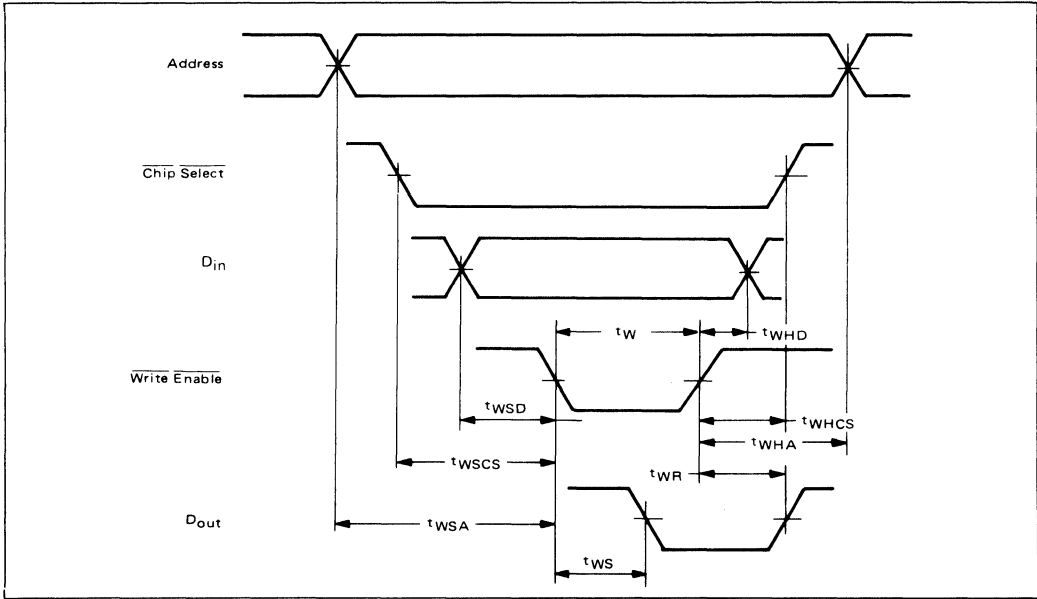 Address
Chip Select
Din
tW
tWHD
Write Enable
tWSD
tWHCS
tWHA
tWSCS
tWR
Dout
tWSA
tWS